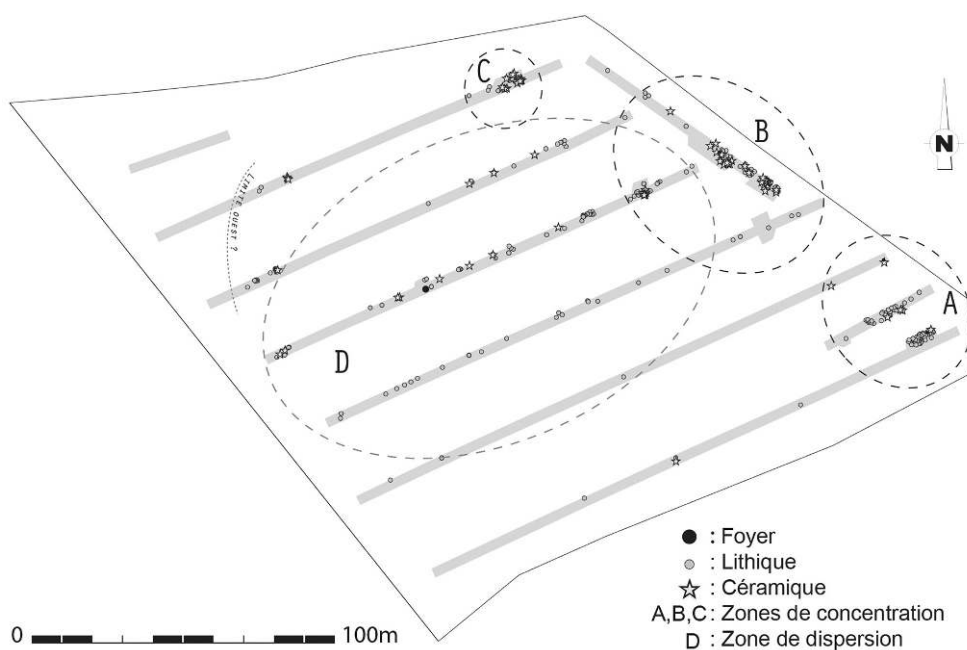 C
B
N
LIMITE OUEST ?
A
D
: Foyer
: Lithique
: Céramique
A,B,C : Zones de concentration
D : Zone de dispersion
0 100m